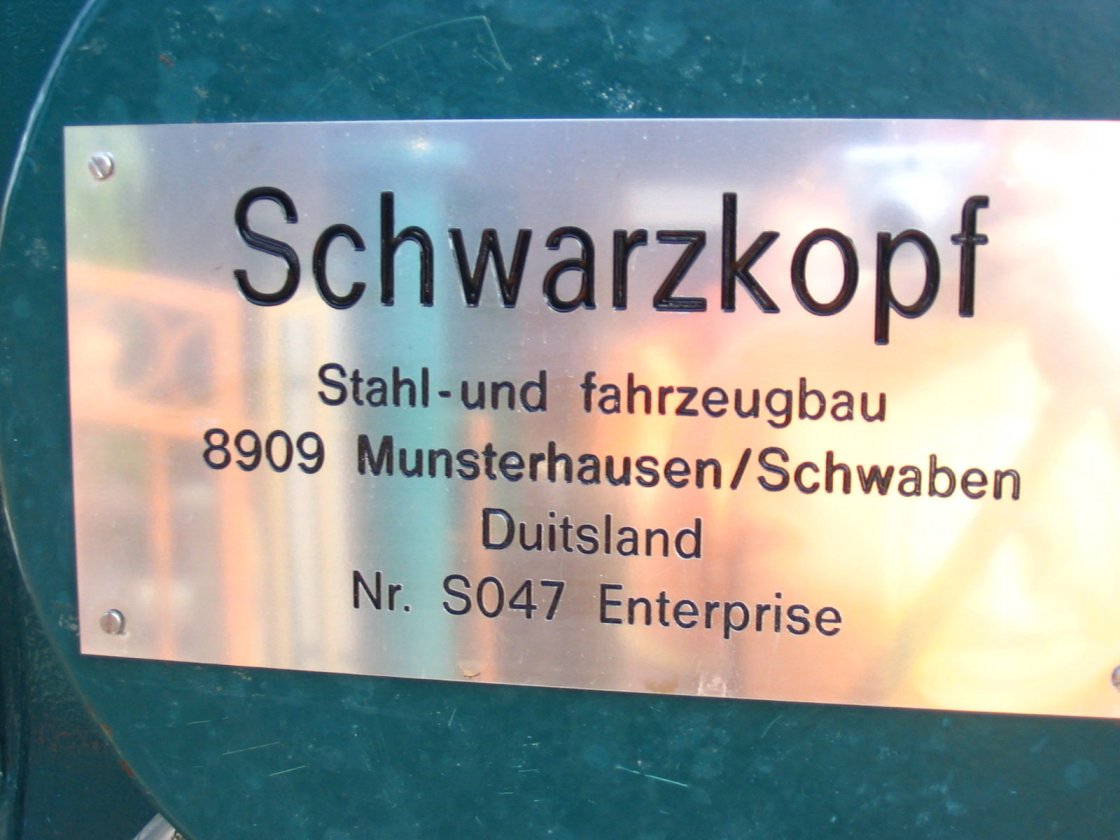 Schwarzkopf
Stahl-und fahrzeugbau
8909 Munsterhausen/Schwaben
Duitsland
Nr. S047 Enterprise